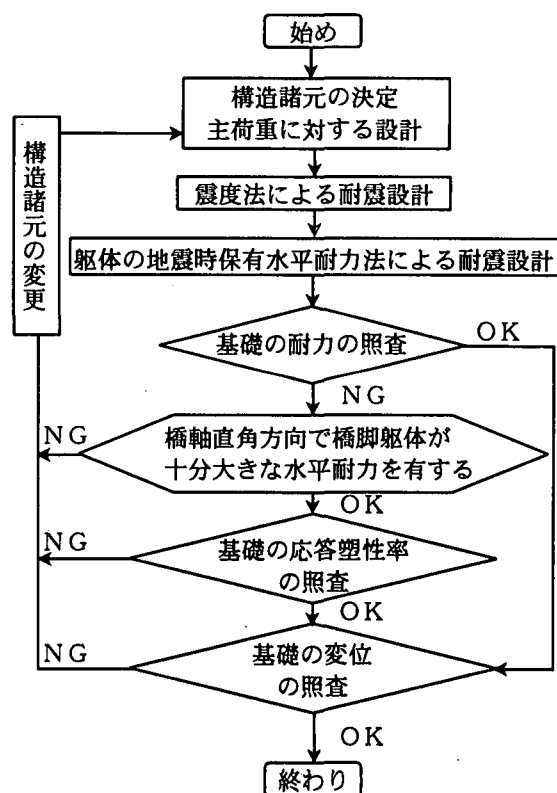 始め
構造諸元の決定
主荷重に対する設計
構造諸元の変更
震度法による耐震設計
躯体の地震時保有水平耐力法による耐震設計
基礎の耐力の照査
OK
NG
NG
橋軸直角方向で橋脚躯体が
十分大きな水平耐力を有する
OK
NG
基礎の応答塑性率
の照査
OK
NG
基礎の変位
の照査
OK
終わり